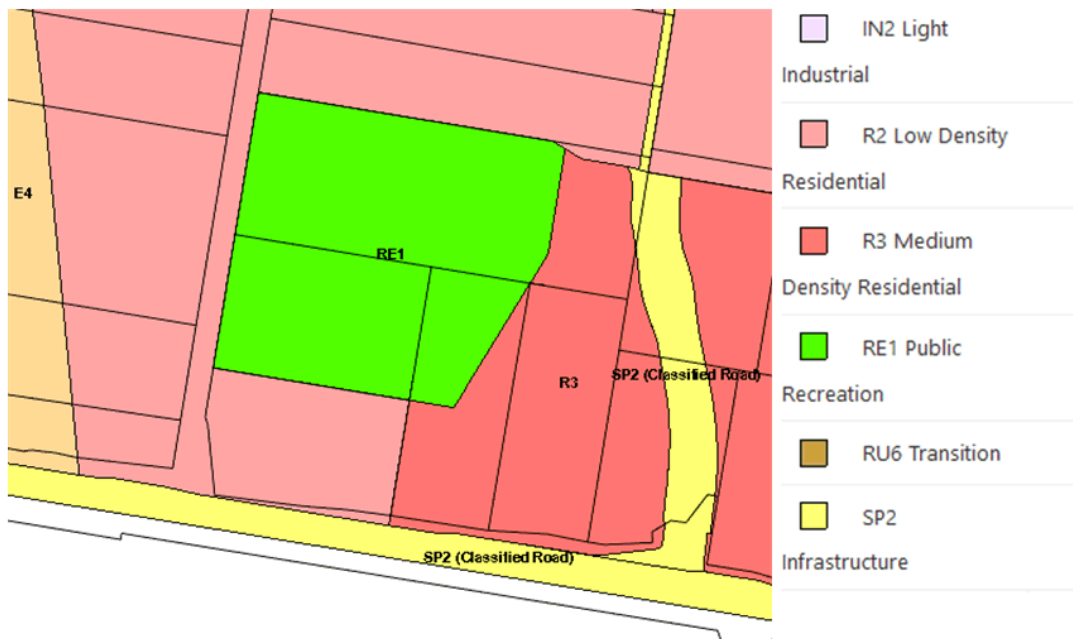 E4
RE1
R3
SP2 (Classified Road)
SP2 (Classified Road)
IN2 Light
Industrial
R2 Low Density
Residential
R3 Medium
Density Residential
RE1 Public
Recreation
RU6 Transition
SP2
Infrastructure